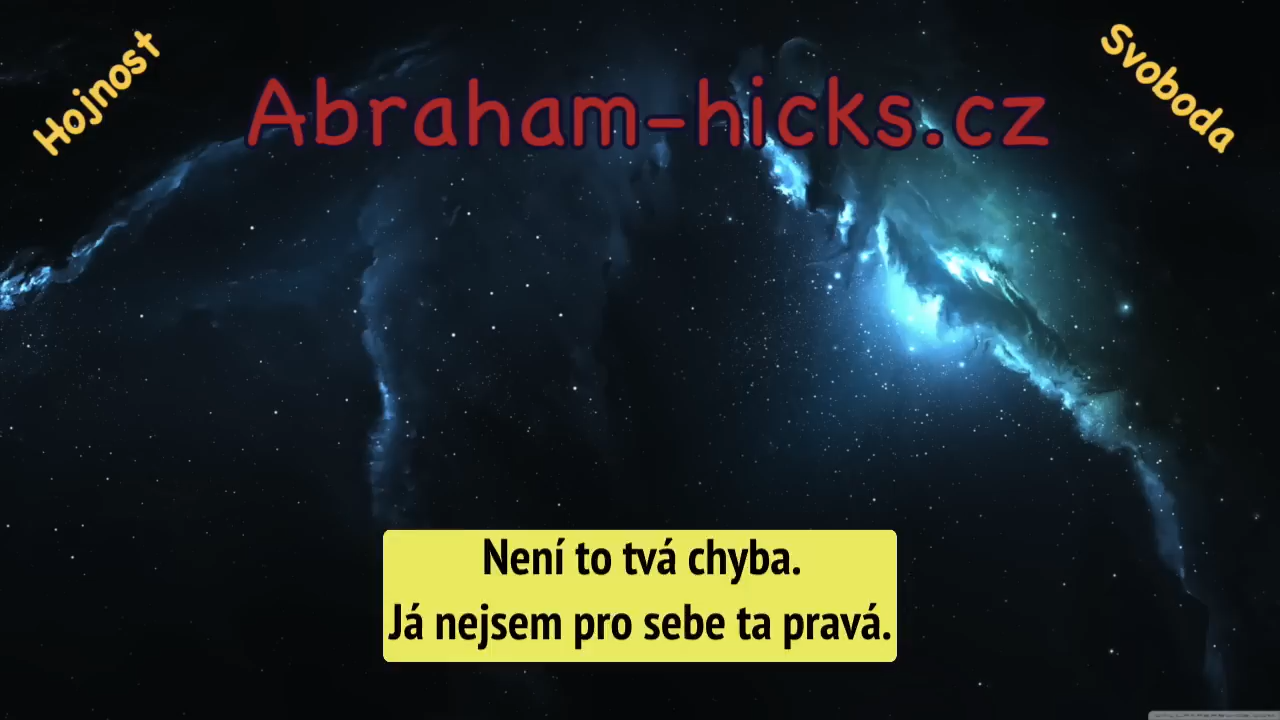 Hojnost
Svoboda
Abraham-hicks.cz
Není to tvá chyba.
Já nejsem pro sebe ta pravá.